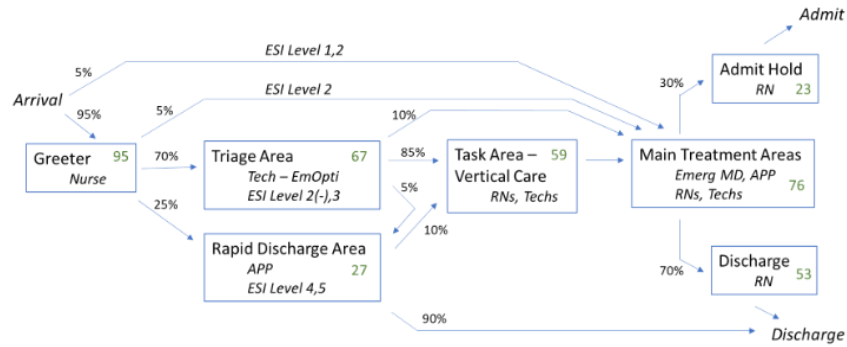 Admit
ESI Level 1,2
5%
Admit Hold
RN 23
30%
ESI Level 2
5%
10%
Arrival
95%
Greeter 95
Nurse
70%
Triage Area 67
Tech – EmOpti
ESI Level 2(-),3
85%
Task Area – 59
Vertical Care
RNs, Techs
Main Treatment Areas
Emerg MD, APP
RNs, Techs 76
5%
25%
10%
Rapid Discharge Area
APP 27
ESI Level 4,5
70%
Discharge
RN 53
90%
Discharge